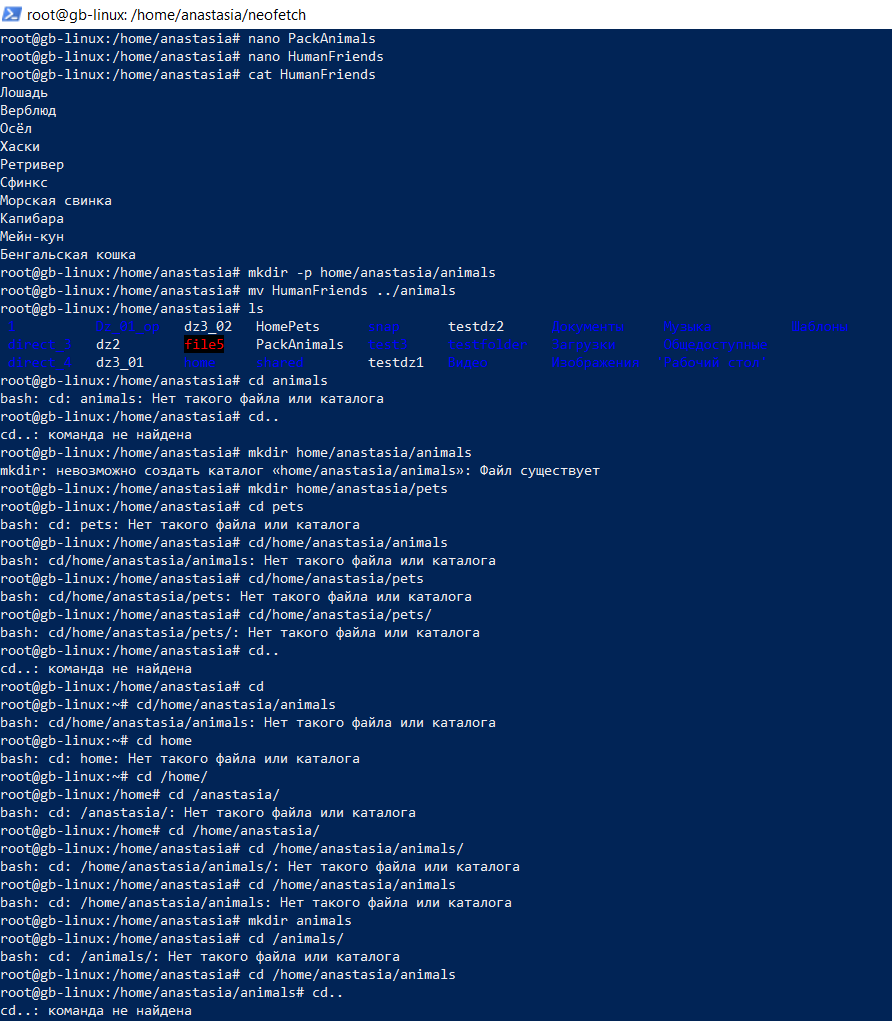 root@gb-linux: /home/anastasia/neofetch
root@gb-linux:/home/anastasia# nano PackAnimals
root@gb-linux:/home/anastasia# nano HumanFriends
root@gb-linux:/home/anastasia# cat HumanFriends
Лошадь
Верблюд
Осёл
Хаски
Ретривер
Сфинкс
Морская свинка
Капибара
Мейн-кун
Бенгальская кошка
root@gb-linux:/home/anastasia# mkdir -p home/anastasia/animals
root@gb-linux:/home/anastasia# mv HumanFriends ../animals
root@gb-linux:/home/anastasia# ls
1 dz3_02 HomePets shop testdz2 Документы Музыка Шаблоны
dz2 file5 PackAnimals testFolder Загрузки Общедоступные
dz3_01 home shared testdz1 Видео Изображения Рабочий стол
root@gb-linux:/home/anastasia# cd animals
bash: cd: animals: Нет такого файла или каталога
root@gb-linux:/home/anastasia# cd..
cd..: команда не найдена
root@gb-linux:/home/anastasia# mkdir home/anastasia/animals
mkdir: невозможно создать каталог «home/anastasia/animals»: Файл существует
root@gb-linux:/home/anastasia# mkdir home/anastasia/pets
root@gb-linux:/home/anastasia# cd pets
bash: cd: pets: Нет такого файла или каталога
root@gb-linux:/home/anastasia# cd/home/anastasia/animals
bash: cd/home/anastasia/animals: Нет такого файла или каталога
root@gb-linux:/home/anastasia# cd/home/anastasia/pets
bash: cd/home/anastasia/pets: Нет такого файла или каталога
root@gb-linux:/home/anastasia# cd/home/anastasia/pets/
bash: cd/home/anastasia/pets/: Нет такого файла или каталога
root@gb-linux:/home/anastasia# cd..
cd..: команда не найдена
root@gb-linux:/home/anastasia# cd
root@gb-linux:~# cd/home/anastasia/animals
bash: cd/home/anastasia/animals: Нет такого файла или каталога
root@gb-linux:~# cd home
bash: cd: home: Нет такого файла или каталога
root@gb-linux:~# cd /home/
root@gb-linux:/home# cd /anastasia/
bash: cd: /anastasia/: Нет такого файла или каталога
root@gb-linux:/home# cd /home/anastasia/
root@gb-linux:/home/anastasia# cd /home/anastasia/animals/
bash: cd: /home/anastasia/animals/: Нет такого файла или каталога
root@gb-linux:/home/anastasia# cd /home/anastasia/animals
bash: cd: /home/anastasia/animals: Нет такого файла или каталога
root@gb-linux:/home/anastasia# mkdir animals
root@gb-linux:/home/anastasia# cd /animals/
bash: cd: /animals/: Нет такого файла или каталога
root@gb-linux:/home/anastasia# cd /home/anastasia/animals
root@gb-linux:/home/anastasia/animals# cd..
cd..: команда не найдена